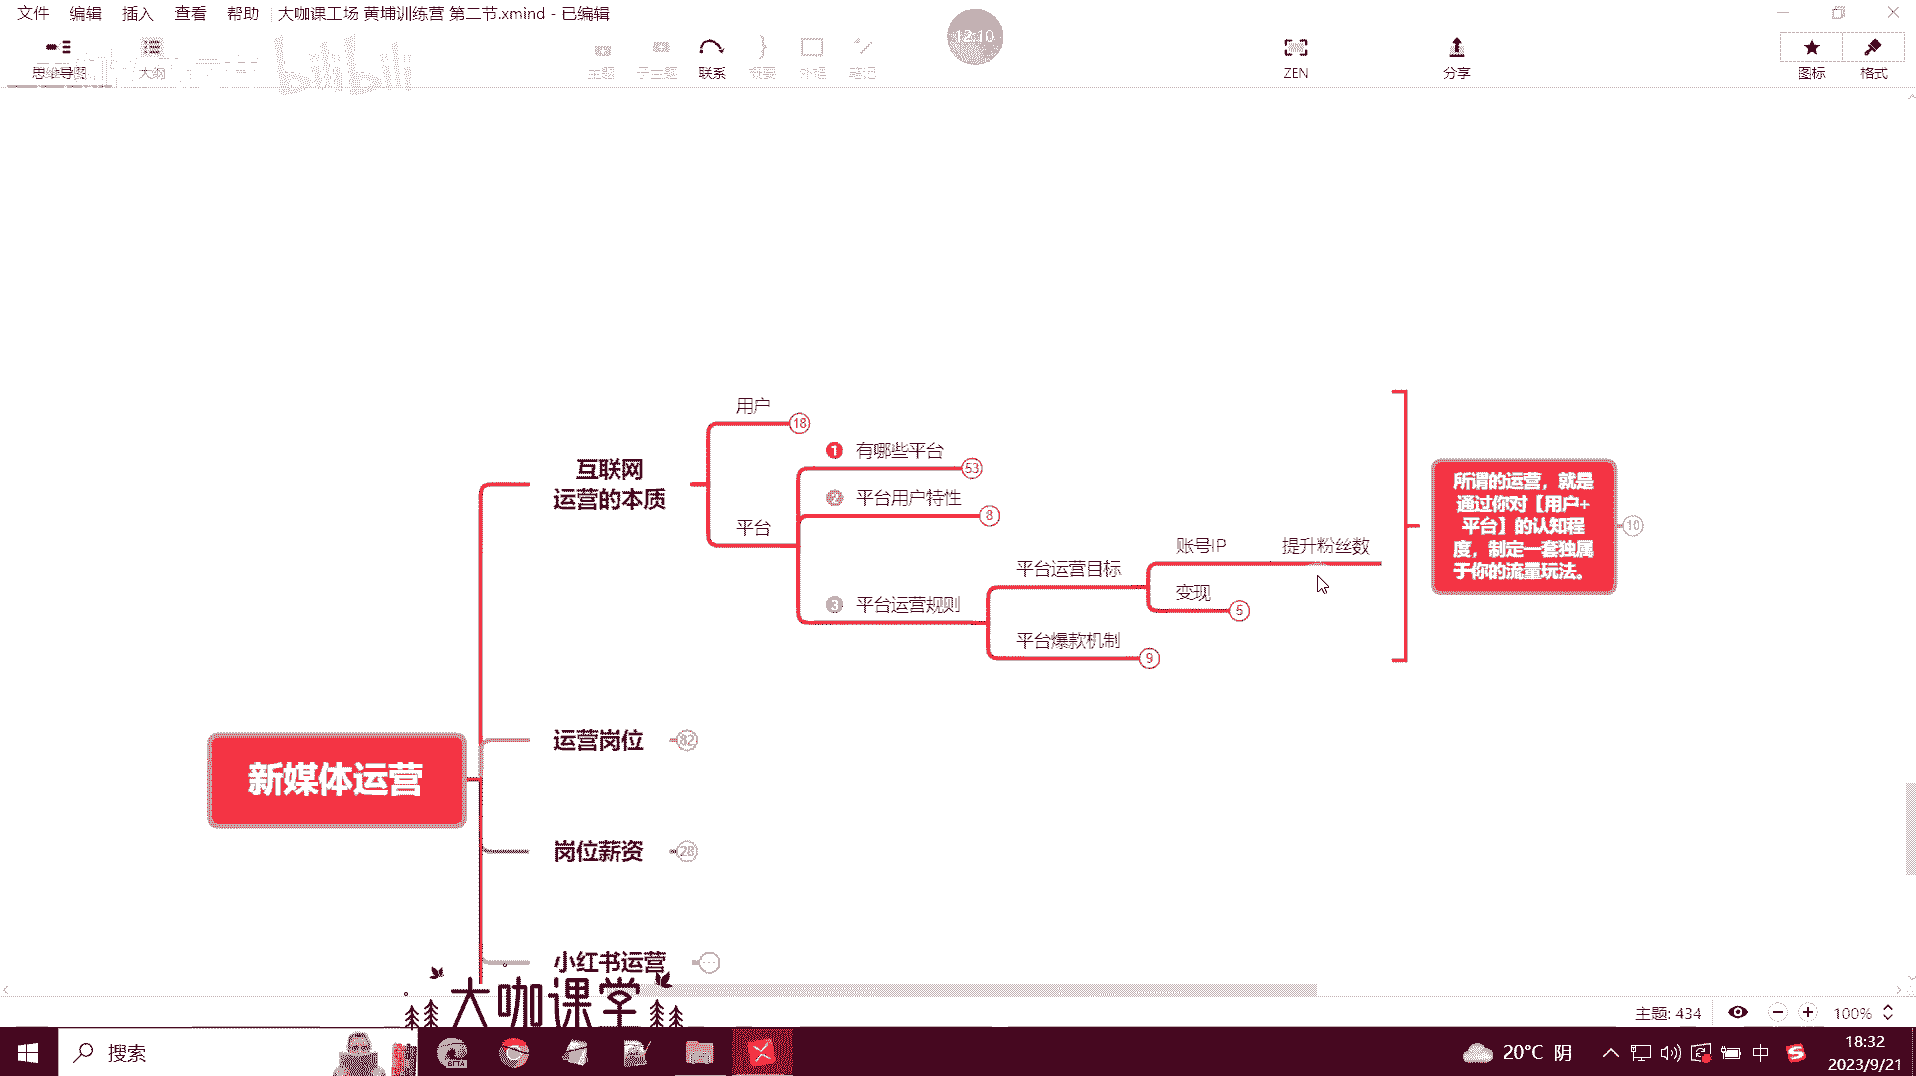 文件 编辑 插入 查看 帮助 大咖课工场 黄埔训练营 第二节.xmind - 已编辑
12:10
思维导图 大纲 bilibili 主题 子主题 联系 概要 外框 笔记 ZEN 分享 图标 格式
用户 18
1 有哪些平台 53
2 平台用户特性 8
互联网
运营的本质
平台
账号IP 提升粉丝数
平台运营目标
变现 5
3 平台运营规则
平台爆款机制 9
所谓的运营，就是
通过你对【用户+
平台】的认知程
度，制定一套独属
于你的流量玩法。
10
运营岗位 82
新媒体运营
岗位薪资 28
小红书运营
大咖课堂
主题: 434 100%
搜索
BETA
20°C 阴
中
18:32
2023/9/21